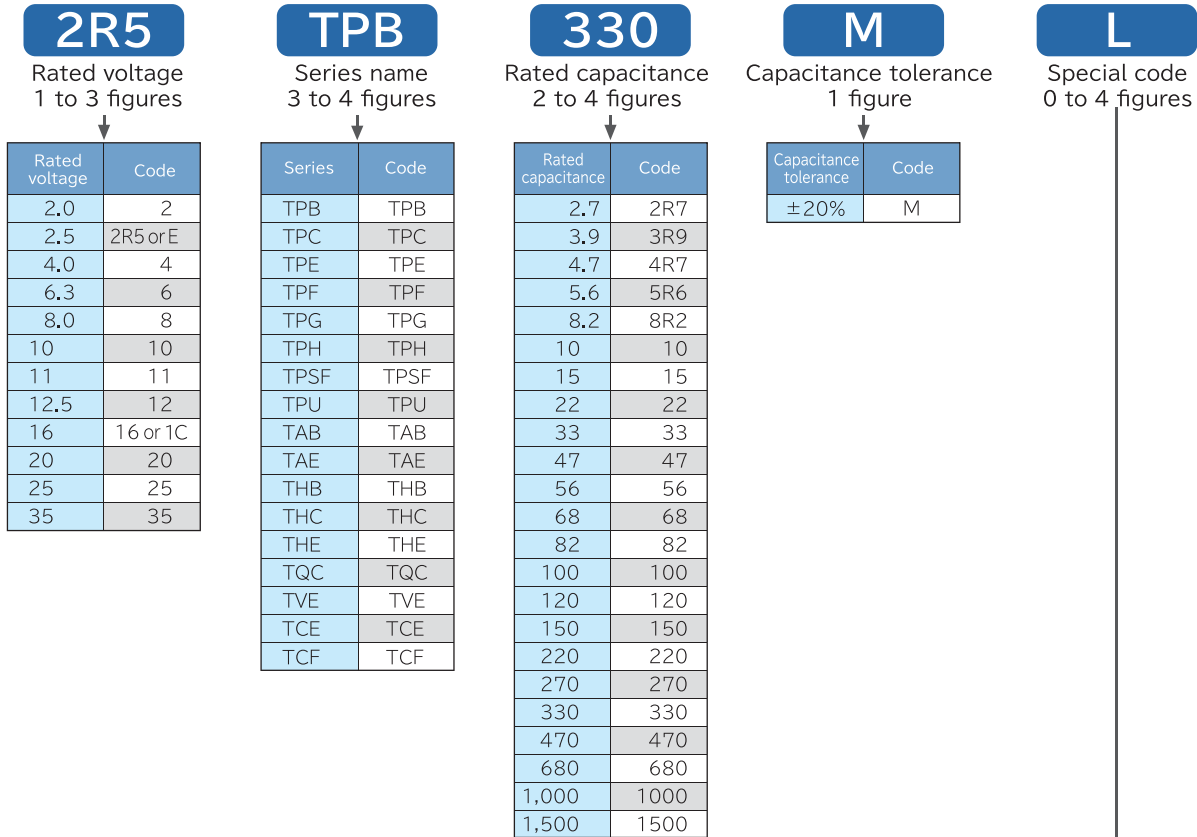 2R5 TPB 330 M L
Rated voltage Series name Rated capacitance Capacitance tolerance Special code
1 to 3 figures 3 to 4 figures 2 to 4 figures 1 figure 0 to 4 figures
Rated voltage Code
2.0 2
2.5 2R5 or E
4.0 4
6.3 6
8.0 8
10 10
11 11
12.5 12
16 16 or 1C
20 20
25 25
35 35
Series Code
TPB TPB
TPC TPC
TPE TPE
TPF TPF
TPG TPG
TPH TPH
TPSF TPSF
TPU TPU
TAB TAB
TAE TAE
THB THB
THC THC
THE THE
TQC TQC
TVE TVE
TCE TCE
TCF TCF
Rated capacitance Code
2.7 2R7
3.9 3R9
4.7 4R7
5.6 5R6
8.2 8R2
10 10
15 15
22 22
33 33
47 47
56 56
68 68
82 82
100 100
120 120
150 150
220 220
270 270
330 330
470 470
680 680
1,000 1000
1,500 1500
Capacitance tolerance Code
±20% M